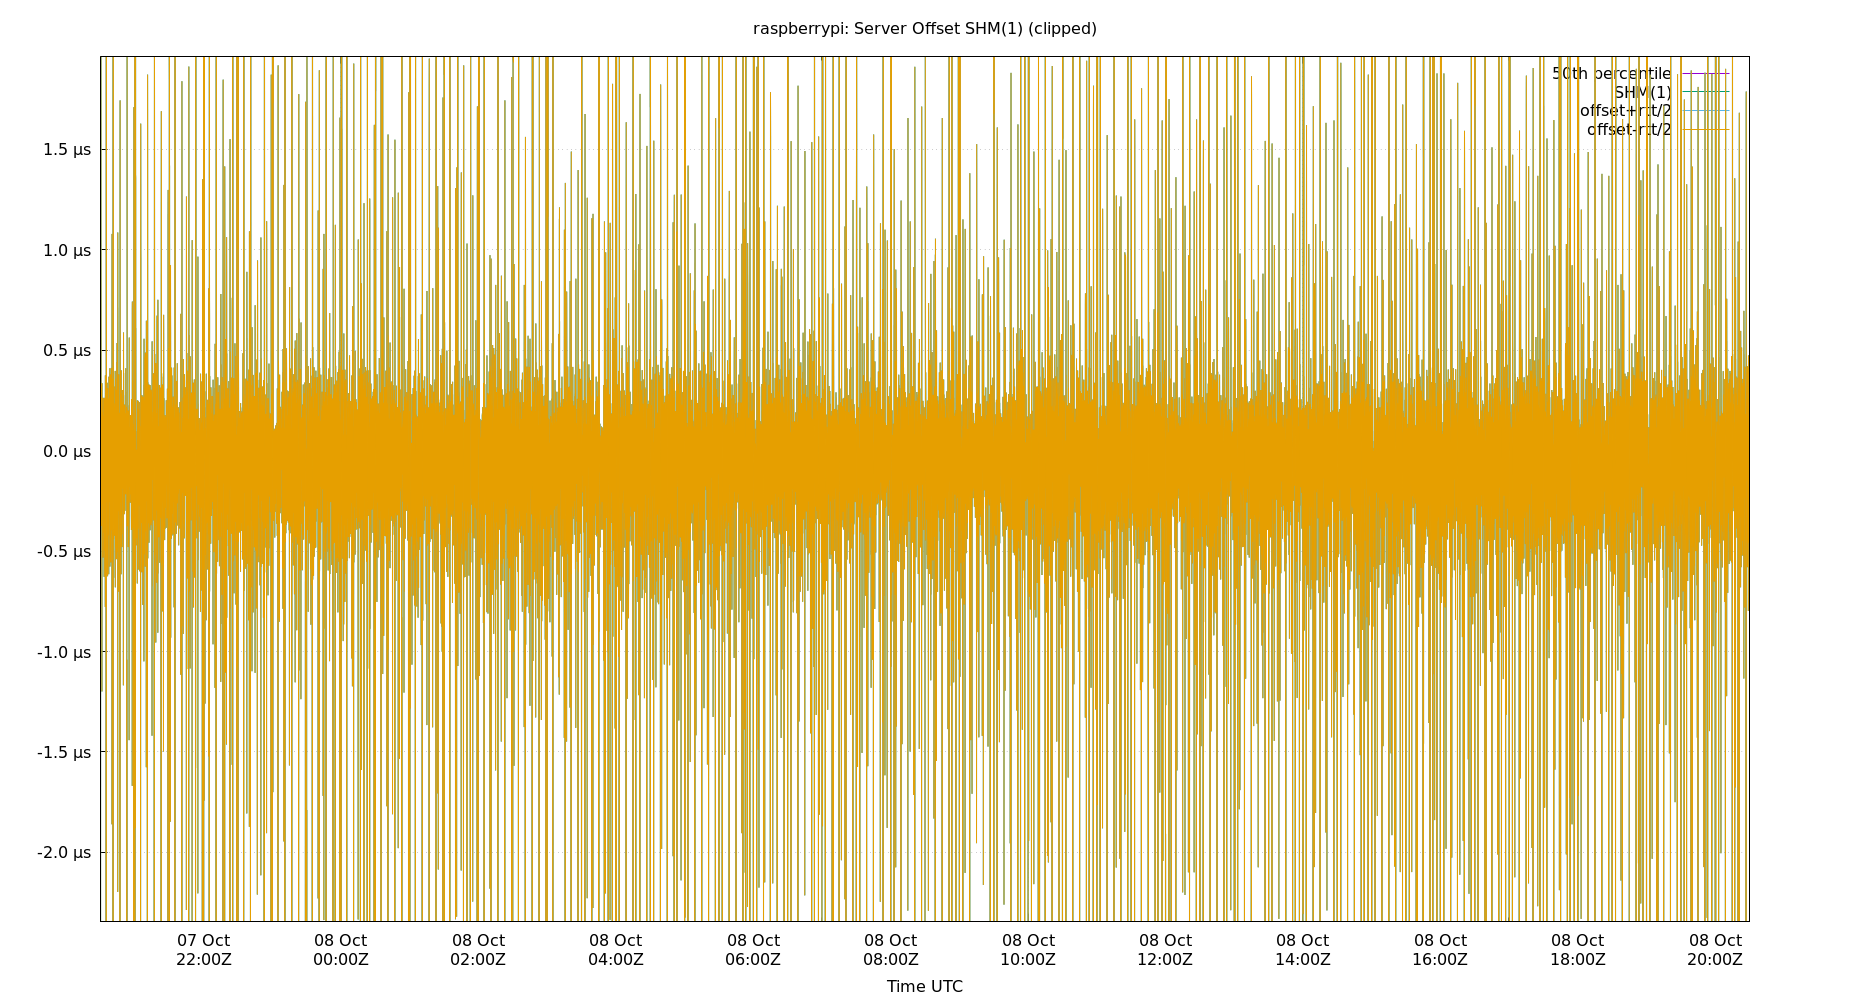 raspberrypi: Server Offset SHM(1) (clipped)
50th percentile
SHM(1)
offset+rtt/2
offset-rtt/2
1.5 µs
1.0 µs
0.5 µs
0.0 µs
-0.5 µs
-1.0 µs
-1.5 µs
-2.0 µs
07 Oct 08 Oct 08 Oct 08 Oct 08 Oct 08 Oct 08 Oct 08 Oct 08 Oct 08 Oct 08 Oct 08 Oct
22:00Z 00:00Z 02:00Z 04:00Z 06:00Z 08:00Z 10:00Z 12:00Z 14:00Z 16:00Z 18:00Z 20:00Z
Time UTC